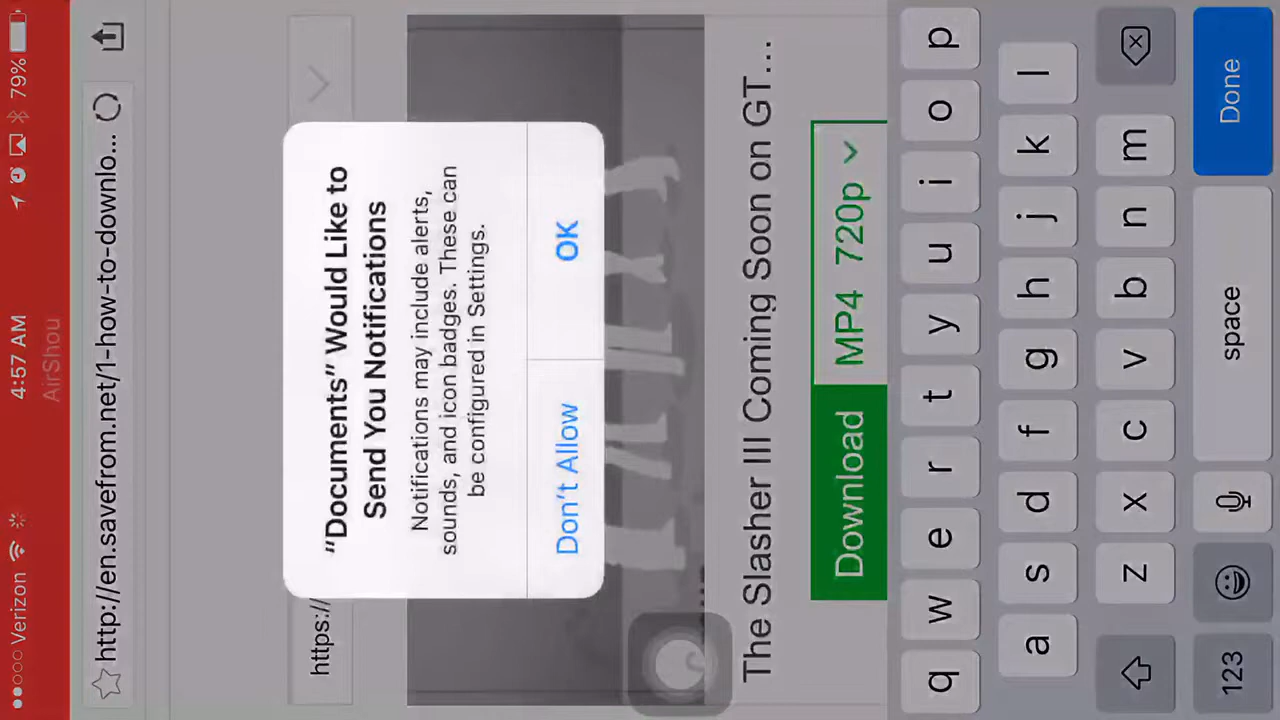 Verizon 4:57 AM 79%
AirShou
http://en.savefrom.net/1-how-to-downlo...
https://
“Documents” Would Like to
Send You Notifications
Notifications may include alerts,
sounds, and icon badges. These can
be configured in Settings.
Don't Allow OK
The Slasher III Coming Soon on GT...
Download MP4 720p
q w e r t y u i o p
a s d f g h j k l
z x c v b n m
123 space Done